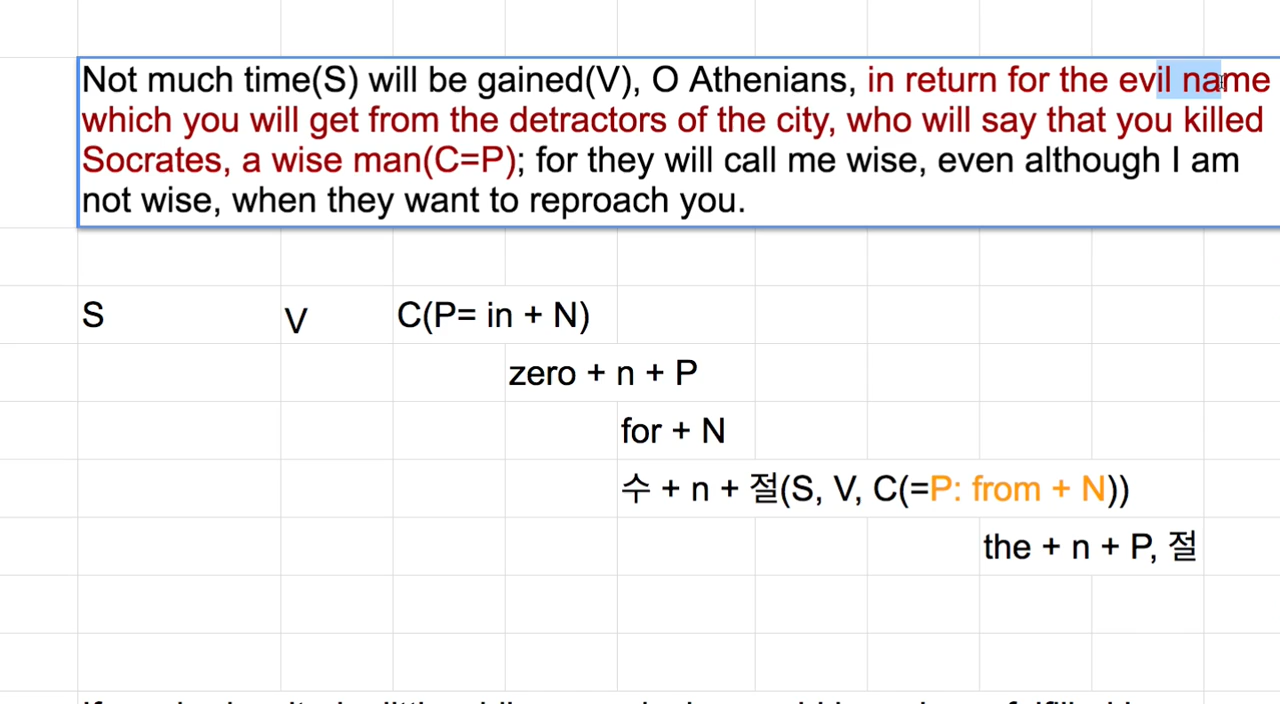 Not much time(S) will be gained(V), O Athenians, in return for the evil name
which you will get from the detractors of the city, who will say that you killed
Socrates, a wise man(C=P); for they will call me wise, even although I am
not wise, when they want to reproach you.
S V C(P= in + N)
zero + n + P
for + N
수 + n + 절(S, V, C(=P: from + N))
the + n + P, 절